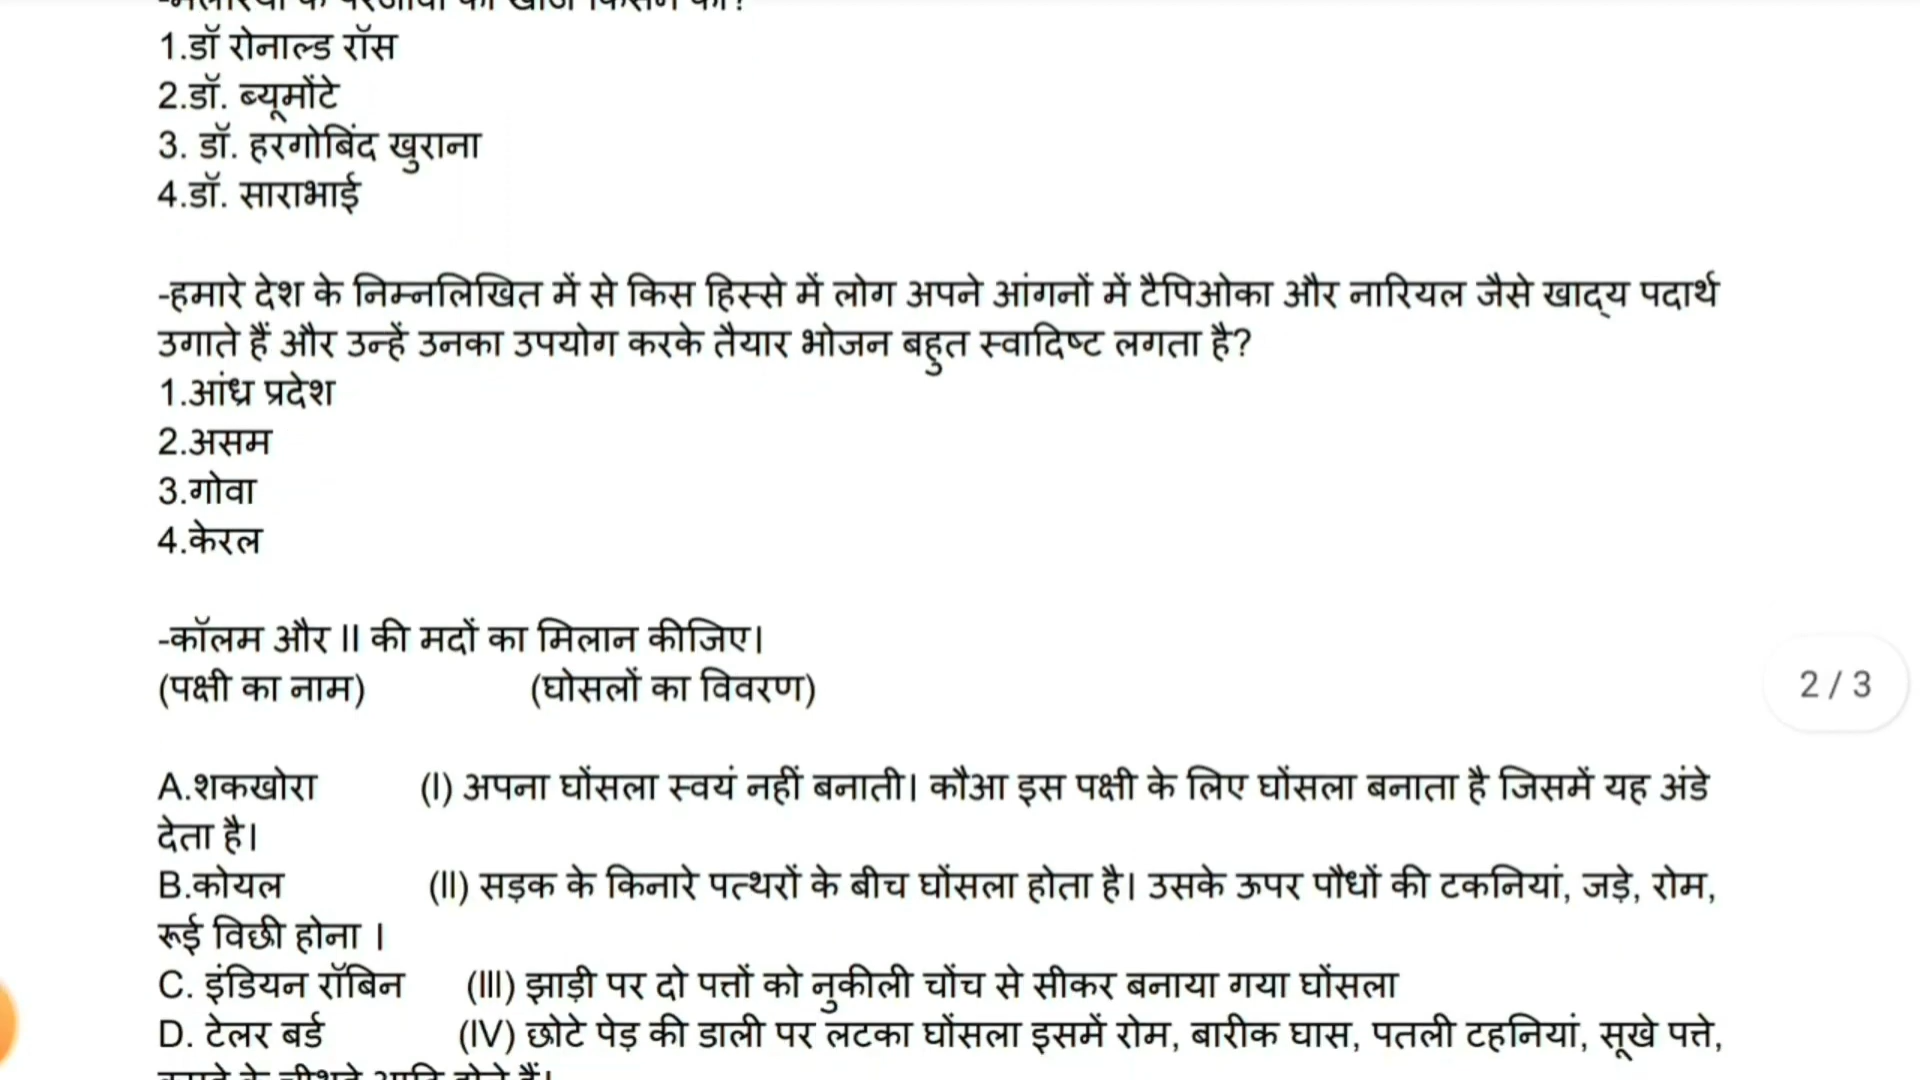 1.डॉ रोनाल्ड रॉस
2.डॉ. ब्यूमोंटे
3. डॉ. हरगोबिंद खुराना
4.डॉ. साराभाई
-हमारे देश के निम्नलिखित में से किस हिस्से में लोग अपने आंगनों में टैपिओका और नारियल जैसे खाद्य पदार्थ
उगाते हैं और उन्हें उनका उपयोग करके तैयार भोजन बहुत स्वादिष्ट लगता है?
1.आंध्र प्रदेश
2.असम
3.गोवा
4.केरल
-कॉलम और II की मदों का मिलान कीजिए।
(पक्षी का नाम) (घोसलों का विवरण)
2 / 3
A.शकखोरा (I) अपना घोंसला स्वयं नहीं बनाती। कौआ इस पक्षी के लिए घोंसला बनाता है जिसमें यह अंडे
देता है।
B.कोयल (II) सड़क के किनारे पत्थरों के बीच घोंसला होता है। उसके ऊपर पौधों की टकनियां, जड़े, रोम,
रूई विछी होना ।
C. इंडियन रॉबिन (III) झाड़ी पर दो पत्तों को नुकीली चोंच से सीकर बनाया गया घोंसला
D. टेलर बर्ड (IV) छोटे पेड़ की डाली पर लटका घोंसला इसमें रोम, बारीक घास, पतली टहनियां, सूखे पत्ते,